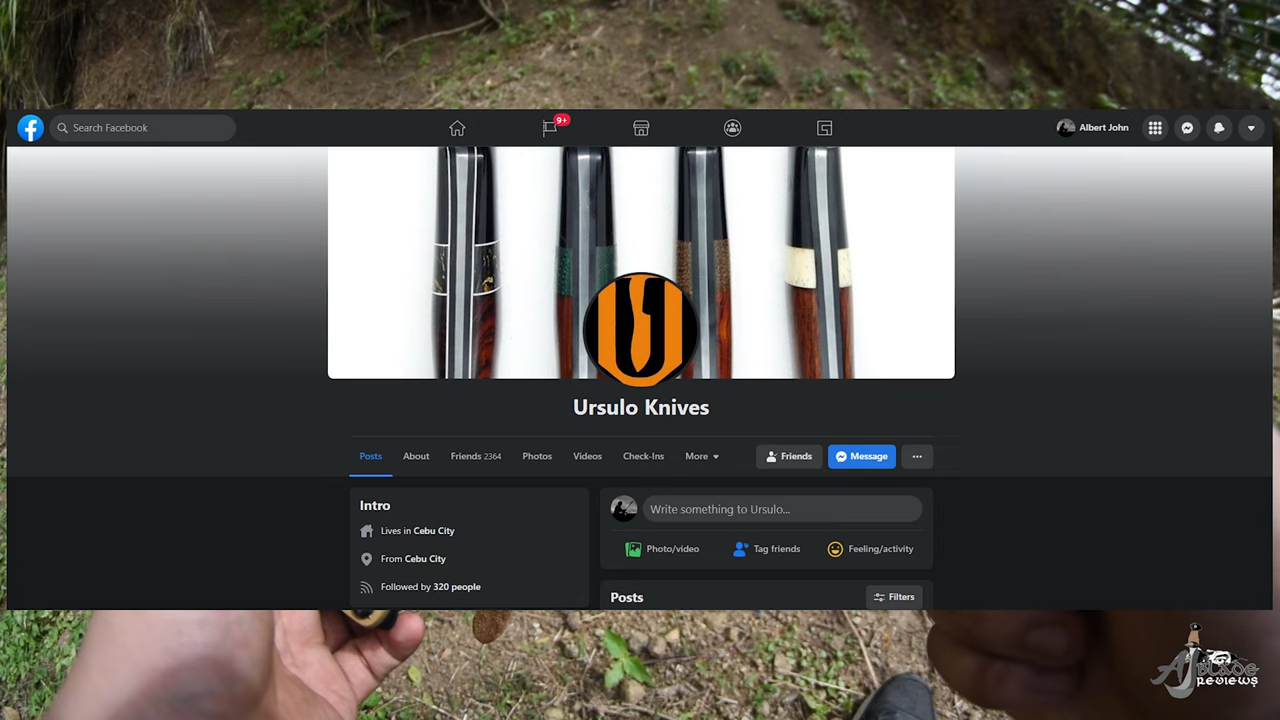 Search Facebook
9+
Albert John
Ursulo Knives
Posts About Friends 2364 Photos Videos Check-Ins More
Friends Message
Intro
Lives in Cebu City
From Cebu City
Followed by 320 people
Write something to Ursulo...
Photo/video Tag friends Feeling/activity
Posts Filters
AJ Blade
Reviews